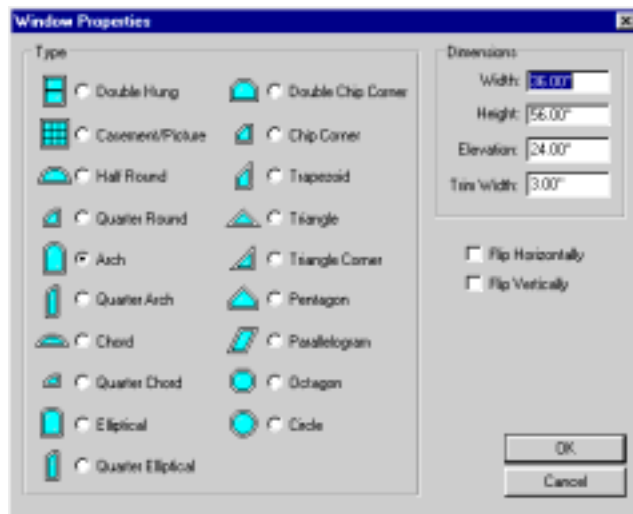 Window Properties
Type
Double Hung
Casement/Picture
Half Round
Quarter Round
Arch
Quarter Arch
Chord
Quarter Chord
Elliptical
Quarter Elliptical
Double Chip Corner
Chip Corner
Trapezoid
Triangle
Triangle Corner
Pentagon
Parallelogram
Octagon
Circle
Dimensions
Width: 36.00"
Height: 56.00"
Elevation: 24.00"
Trim Width: 3.00"
Flip Horizontally
Flip Vertically
OK
Cancel